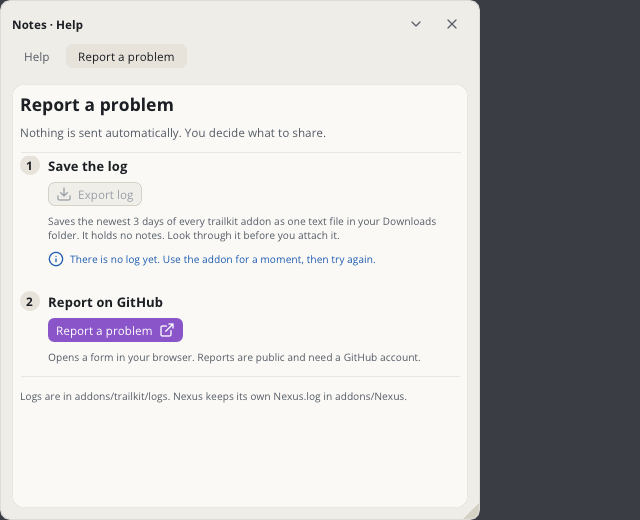 Notes · Help
Help
Report a problem
Report a problem
Nothing is sent automatically. You decide what to share.
1
Save the log
Export log
Saves the newest 3 days of every trailkit addon as one text file in your Downloads
folder. It holds no notes. Look through it before you attach it.
There is no log yet. Use the addon for a moment, then try again.
2
Report on GitHub
Report a problem
Opens a form in your browser. Reports are public and need a GitHub account.
Logs are in addons/trailkit/logs. Nexus keeps its own Nexus.log in addons/Nexus.